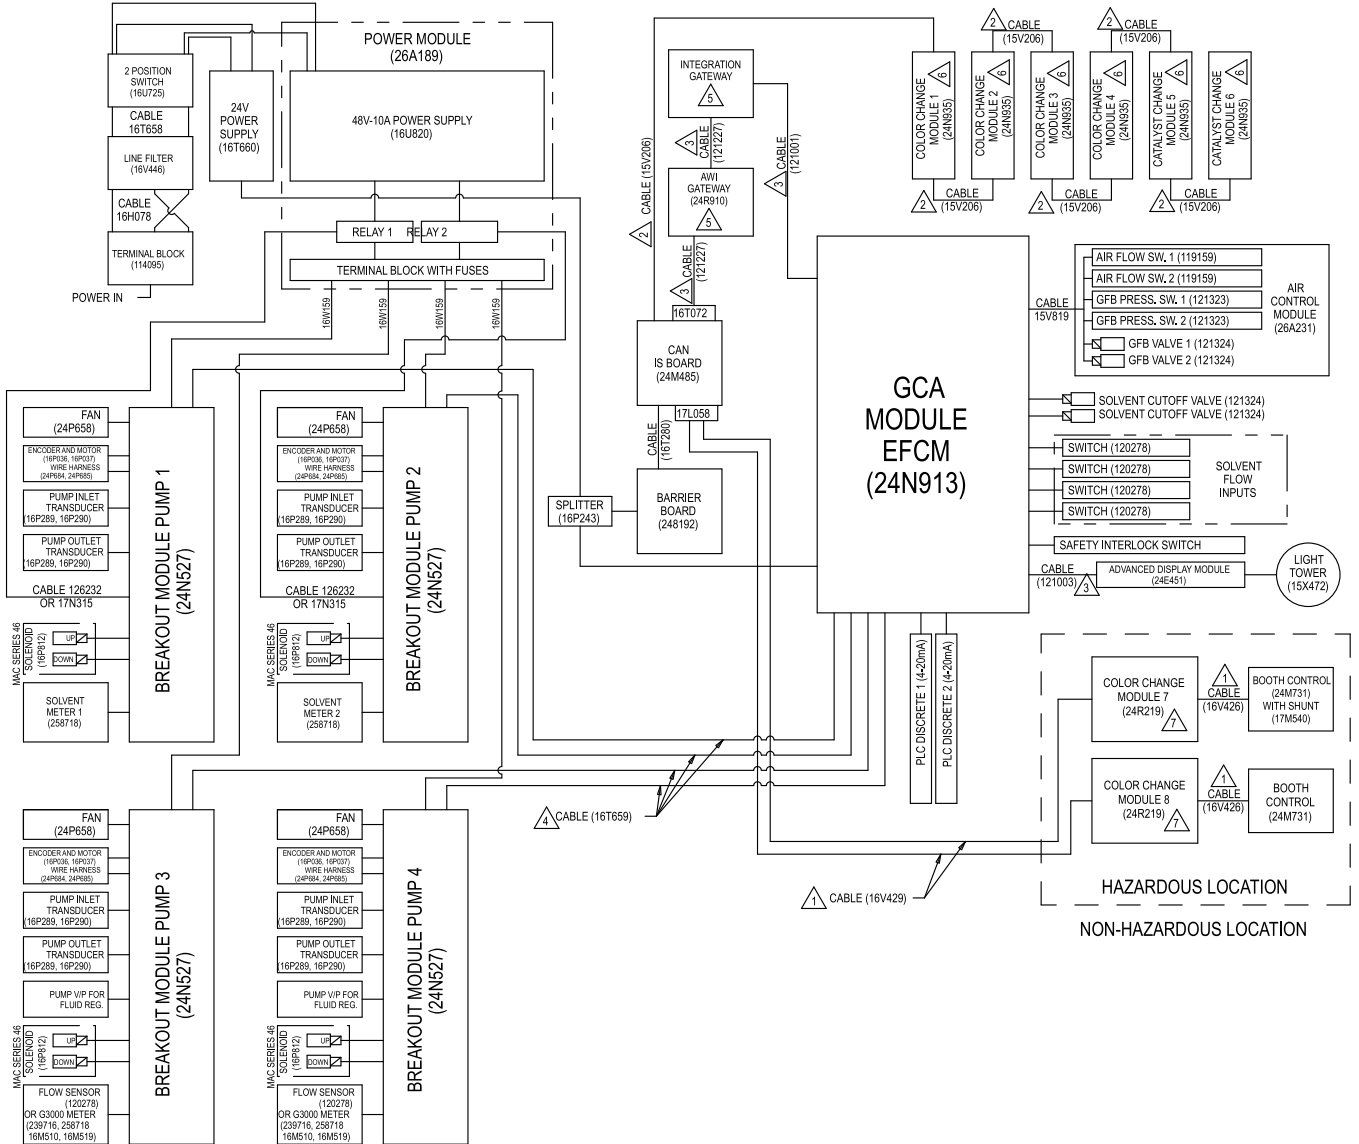 POWER MODULE
(26A189)
2 POSITION
SWITCH
(16U725)
CABLE
16T658
LINE FILTER
(16V446)
CABLE
16H078
TERMINAL BLOCK
(114095)
POWER IN
24V
POWER
SUPPLY
(16T660)
48V-10A POWER SUPPLY
(16U820)
RELAY 1
RELAY 2
TERMINAL BLOCK WITH FUSES
16W159
16W159
16W159
16W159
INTEGRATION
GATEWAY
5
3
CABLE
(121227)
AWI
GATEWAY
(24R910)
5
3
CABLE
(121227)
3
CABLE
(121001)
2
CABLE (15V206)
16T072
CAN
IS BOARD
(24M485)
17L058
CABLE
(16T280)
BARRIER
BOARD
(248192)
SPLITTER
(16P243)
2
CABLE
(15V206)
2
CABLE
(15V206)
COLOR CHANGE
MODULE 1
(24N935)
6
COLOR CHANGE
MODULE 2
(24N935)
6
COLOR CHANGE
MODULE 3
(24N935)
6
COLOR CHANGE
MODULE 4
(24N935)
6
CATALYST CHANGE
MODULE 5
(24N935)
6
CATALYST CHANGE
MODULE 6
(24N935)
6
2
CABLE
(15V206)
2
CABLE
(15V206)
2
CABLE
(15V206)
GCA
MODULE
EFCM
(24N913)
CABLE
15V819
AIR FLOW SW. 1 (119159)
AIR FLOW SW. 2 (119159)
GFB PRESS. SW. 1 (121323)
GFB PRESS. SW. 2 (121323)
GFB VALVE 1 (121324)
GFB VALVE 2 (121324)
AIR
CONTROL
MODULE
(26A231)
SOLVENT CUTOFF VALVE (121324)
SOLVENT CUTOFF VALVE (121324)
SWITCH (120278)
SWITCH (120278)
SWITCH (120278)
SWITCH (120278)
SOLVENT
FLOW
INPUTS
SAFETY INTERLOCK SWITCH
CABLE
(121003)
3
ADVANCED DISPLAY MODULE
(24E451)
LIGHT
TOWER
(15X472)
PLC DISCRETE 1 (4-20mA)
PLC DISCRETE 2 (4-20mA)
COLOR CHANGE
MODULE 7
(24R219)
7
1
CABLE
(16V426)
BOOTH CONTROL
(24M731)
WITH SHUNT
(17M540)
COLOR CHANGE
MODULE 8
(24R219)
7
1
CABLE
(16V426)
BOOTH
CONTROL
(24M731)
HAZARDOUS LOCATION
NON-HAZARDOUS LOCATION
1
CABLE (16V429)
4
CABLE (16T659)
FAN
(24P658)
ENCODER AND MOTOR
(16P036, 16P037)
WIRE HARNESS
(24P684, 24P685)
PUMP INLET
TRANSDUCER
(16P289, 16P290)
PUMP OUTLET
TRANSDUCER
(16P289, 16P290)
CABLE 126232
OR 17N315
MAC SERIES 46
SOLENOID
(16P812)
UP
DOWN
SOLVENT
METER 1
(258718)
BREAKOUT MODULE PUMP 1
(24N527)
FAN
(24P658)
ENCODER AND MOTOR
(16P036, 16P037)
WIRE HARNESS
(24P684, 24P685)
PUMP INLET
TRANSDUCER
(16P289, 16P290)
PUMP OUTLET
TRANSDUCER
(16P289, 16P290)
CABLE 126232
OR 17N315
MAC SERIES 46
SOLENOID
(16P812)
UP
DOWN
SOLVENT
METER 2
(258718)
BREAKOUT MODULE PUMP 2
(24N527)
FAN
(24P658)
ENCODER AND MOTOR
(16P036, 16P037)
WIRE HARNESS
(24P684, 24P685)
PUMP INLET
TRANSDUCER
(16P289, 16P290)
PUMP OUTLET
TRANSDUCER
(16P289, 16P290)
PUMP V/P FOR
FLUID REG.
MAC SERIES 46
SOLENOID
(16P812)
UP
DOWN
FLOW SENSOR
(120278)
OR G3000 METER
(239716, 258718
16M510, 16M519)
BREAKOUT MODULE PUMP 3
(24N527)
FAN
(24P658)
ENCODER AND MOTOR
(16P036, 16P037)
WIRE HARNESS
(24P684, 24P685)
PUMP INLET
TRANSDUCER
(16P289, 16P290)
PUMP OUTLET
TRANSDUCER
(16P289, 16P290)
PUMP V/P FOR
FLUID REG.
MAC SERIES 46
SOLENOID
(16P812)
UP
DOWN
FLOW SENSOR
(120278)
OR G3000 METER
(239716, 258718
16M510, 16M519)
BREAKOUT MODULE PUMP 4
(24N527)